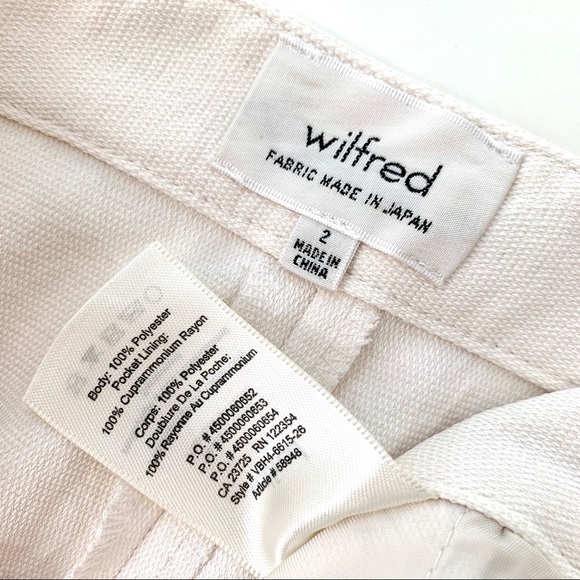 wilfred
FABRIC MADE IN JAPAN
2
MADE IN
CHINA
Body: 100% Polyester
Pocket Lining:
100% Cuprammonium Rayon
Corps: 100% Polyester
Doublure De La Poche:
100% Rayonne Au Cuprammonium
P.O. # 4500060652
P.O. # 4500060653
P.O. # 4500060654
CA 23725 RN 122354
Style # VBH4-6615-26
Article # 58948